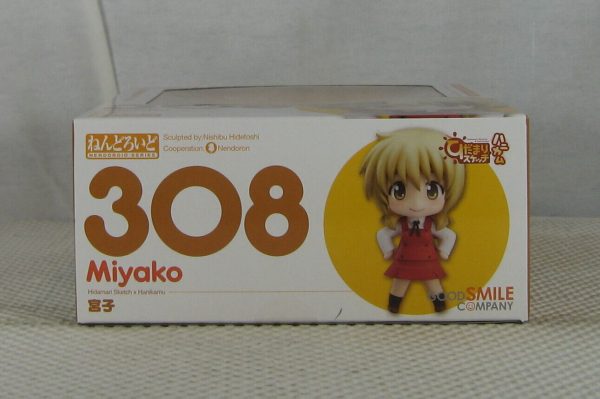 ねんどろいど
NENDOROID SERIES
Sculpted by:Nishibu Hidetoshi
Cooperation: Nendoron
308
Miyako
Hidamari Sketch x Hanikamu
宮子
ひだまり
スケッチ
ハニカム
GOOD SMILE
COMPANY